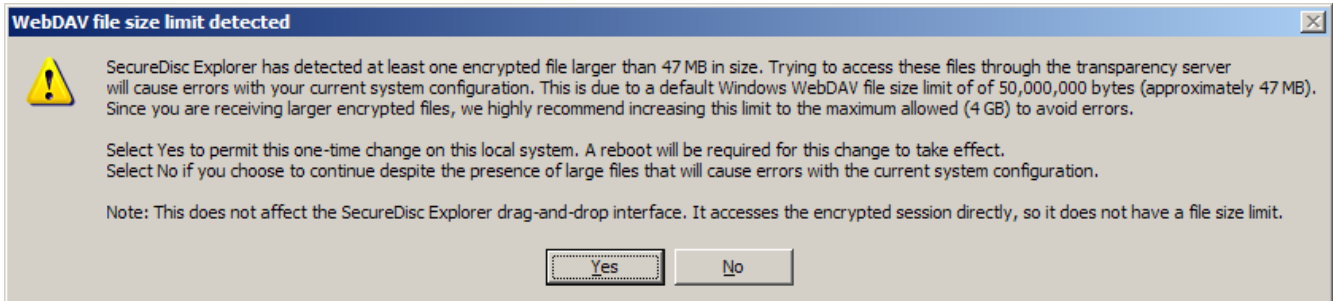 WebDAV file size limit detected
SecureDisc Explorer has detected at least one encrypted file larger than 47 MB in size. Trying to access these files through the transparency server
will cause errors with your current system configuration. This is due to a default Windows WebDAV file size limit of of 50,000,000 bytes (approximately 47 MB).
Since you are receiving larger encrypted files, we highly recommend increasing this limit to the maximum allowed (4 GB) to avoid errors.
Select Yes to permit this one-time change on this local system. A reboot will be required for this change to take effect.
Select No if you choose to continue despite the presence of large files that will cause errors with the current system configuration.
Note: This does not affect the SecureDisc Explorer drag-and-drop interface. It accesses the encrypted session directly, so it does not have a file size limit.
Yes No